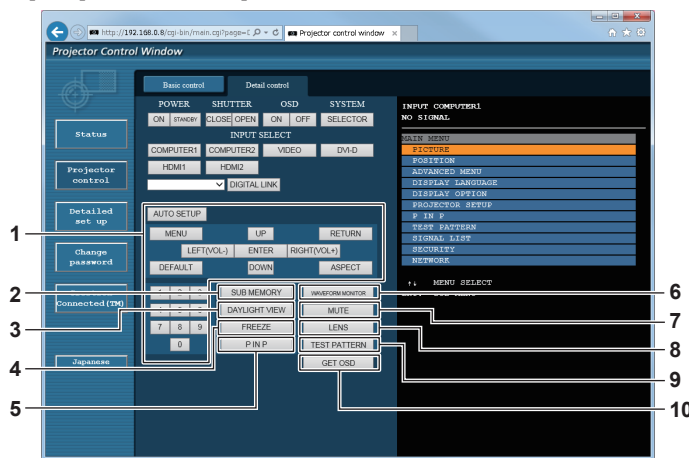 http://192.168.0.8/cgi-bin/main.cgi?page=D
Projector control window
Projector Control Window
Basic control
Detail control
POWER SHUTTER OSD SYSTEM
ON STANDBY CLOSE OPEN ON OFF SELECTOR
INPUT SELECT
COMPUTER1 COMPUTER2 VIDEO DVI-D
HDMI1 HDMI2
DIGITAL LINK
AUTO SETUP
MENU UP RETURN
LEFT(VOL-) ENTER RIGHT(VOL+)
DEFAULT DOWN ASPECT
SUB MEMORY WAVEFORM MONITOR
DAYLIGHT VIEW MUTE
7 8 9 FREEZE LENS
0 P IN P TEST PATTERN
GET OSD
Status
Projector
control
Detailed
set up
Change
password
Connected(TM)
Japanese
INPUT COMPUTER1
NO SIGNAL
MAIN MENU
PICTURE
POSITION
ADVANCED MENU
DISPLAY LANGUAGE
DISPLAY OPTION
PROJECTOR SETUP
P IN P
TEST PATTERN
SIGNAL LIST
SECURITY
NETWORK
MENU SELECT
1
2
3
4
5
6
7
8
9
10